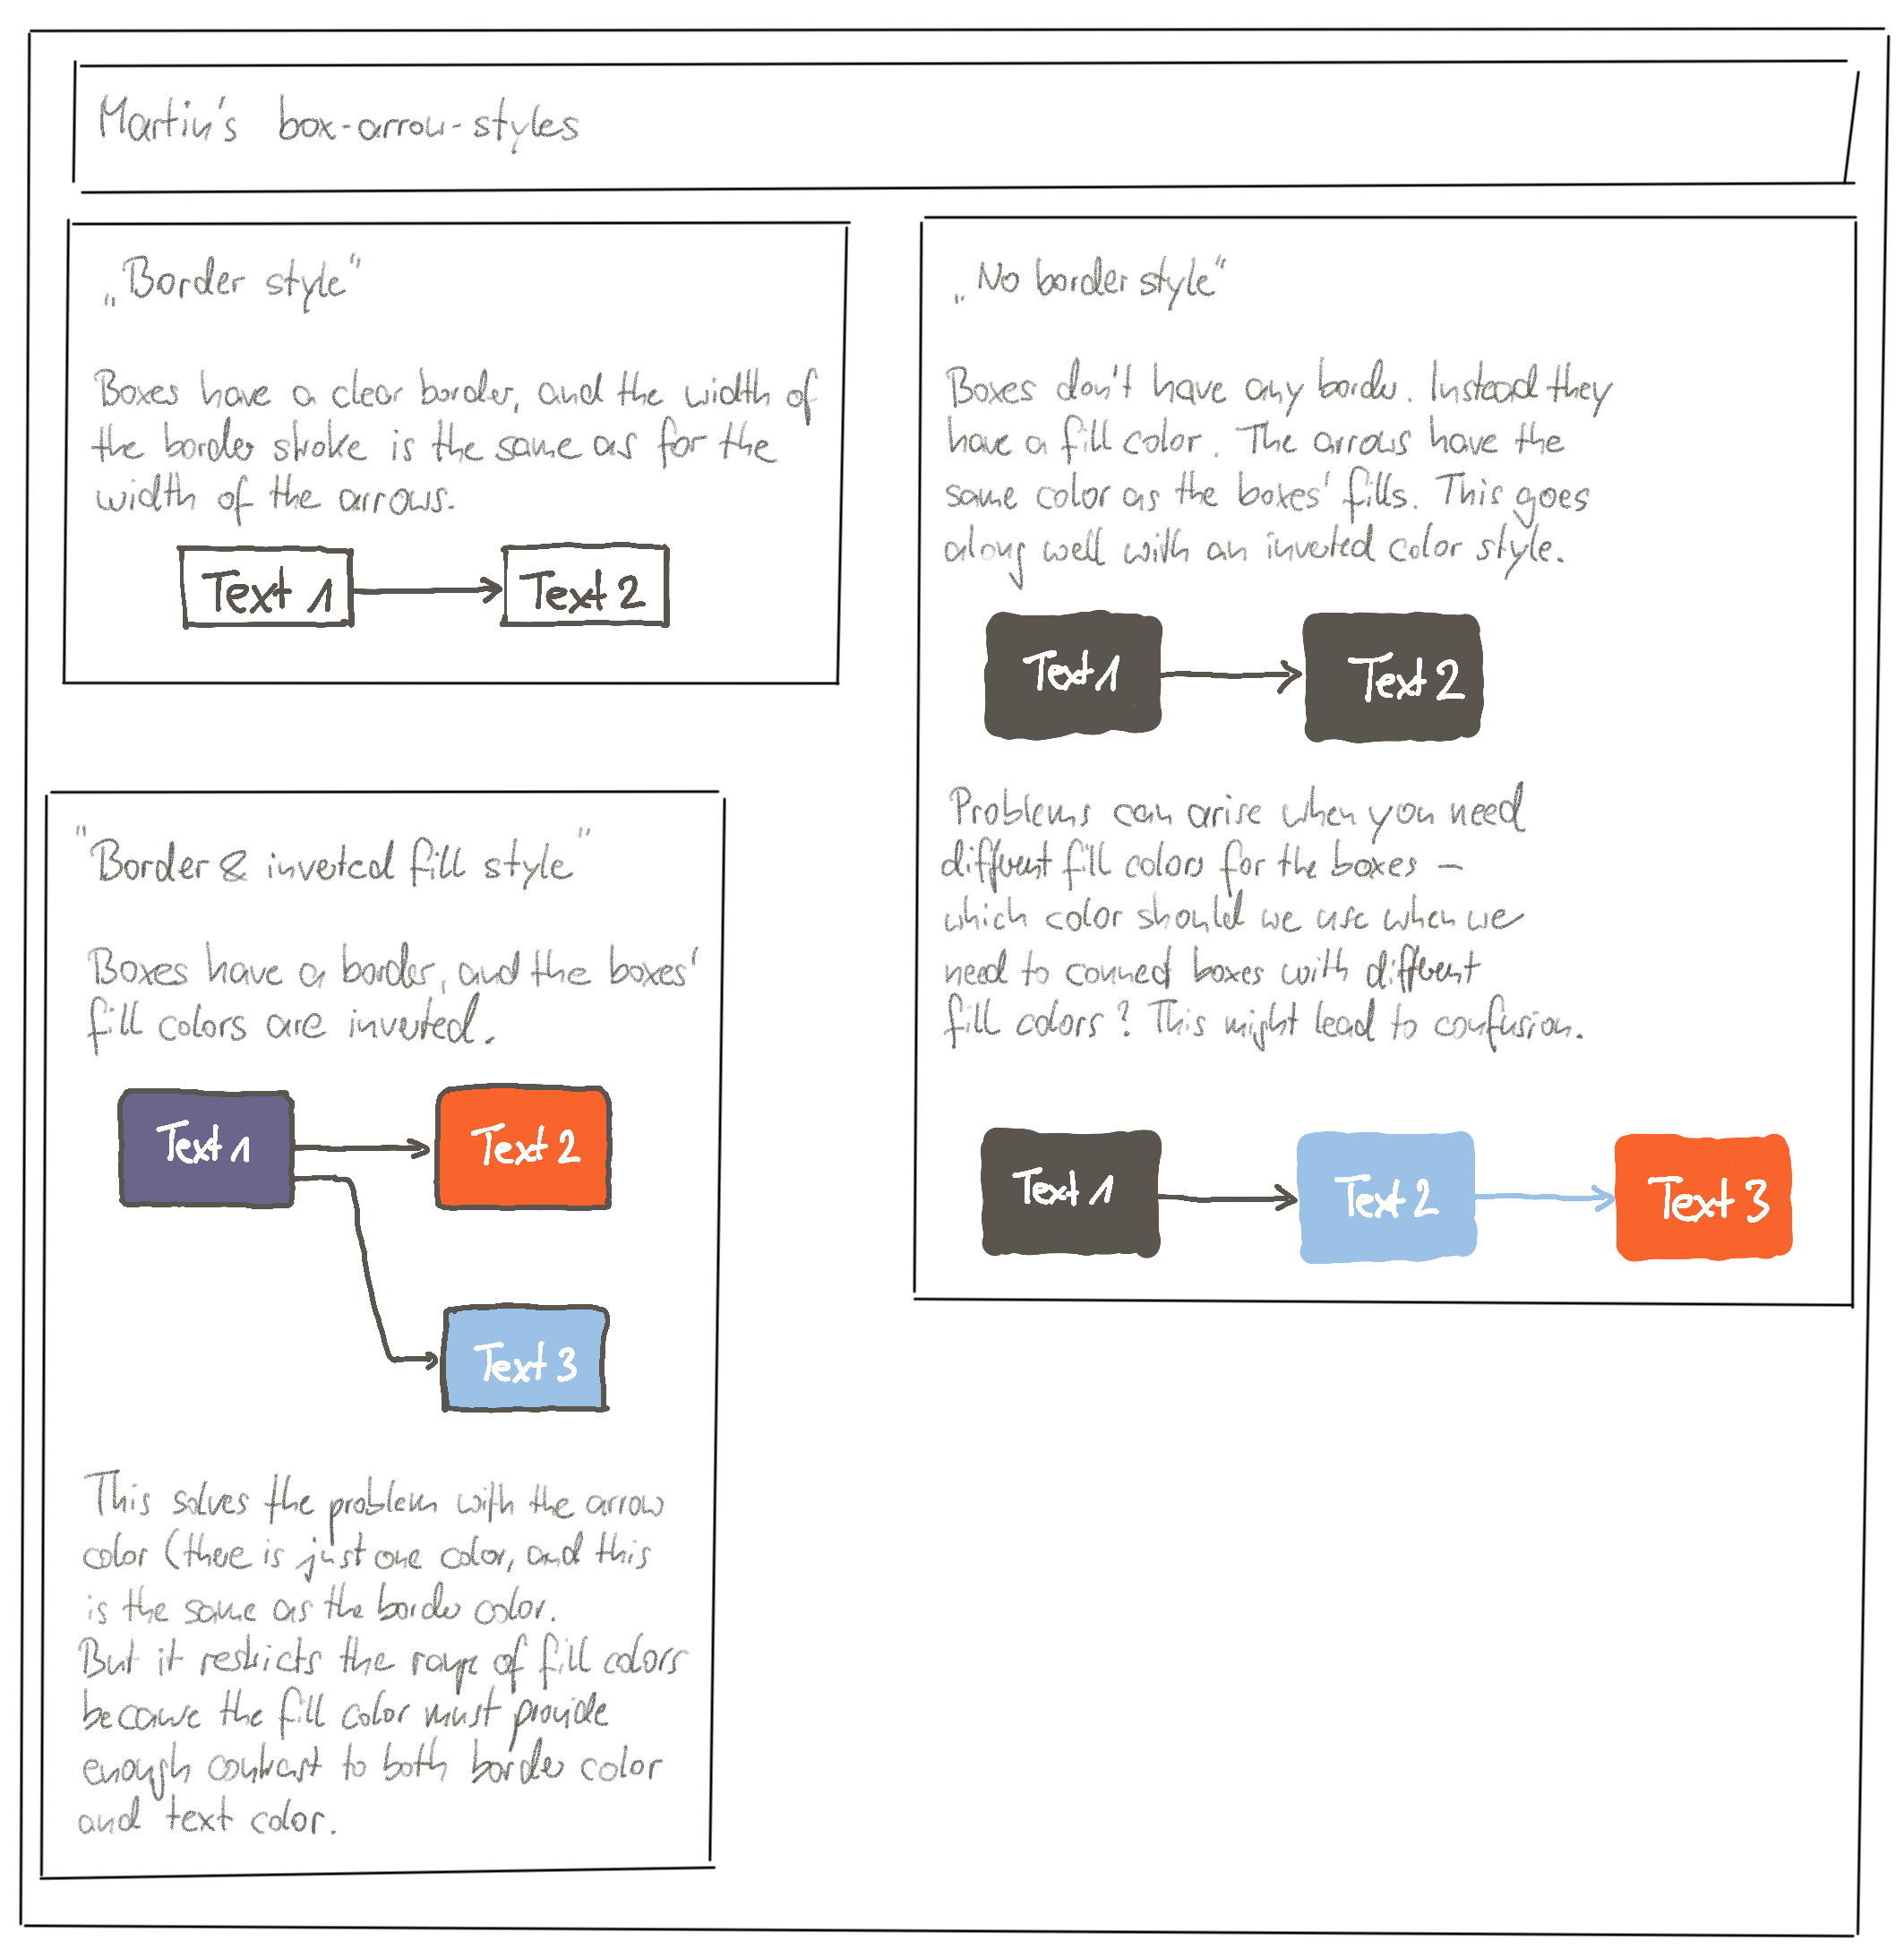 Martin's box-arrow-styles
„Border style"
Boxes have a clear border, and the width of
the border stroke is the same as for the
width of the arrows.
Text 1
Text 2
„No border style"
Boxes don't have any border. Instead they
have a fill color. The arrows have the
same color as the boxes' fills. This goes
along well with an inverted color style.
Text 1
Text 2
Problems can arise when you need
different fill colors for the boxes –
which color should we use when we
need to connect boxes with different
fill colors? This might lead to confusion.
Text 1
Text 2
Text 3
"Border & inverted fill style"
Boxes have a border, and the boxes'
fill colors are inverted.
Text 1
Text 2
Text 3
This solves the problem with the arrow
color (there is just one color, and this
is the same as the border color.
But it restricts the range of fill colors
because the fill color must provide
enough contrast to both border color
and text color.